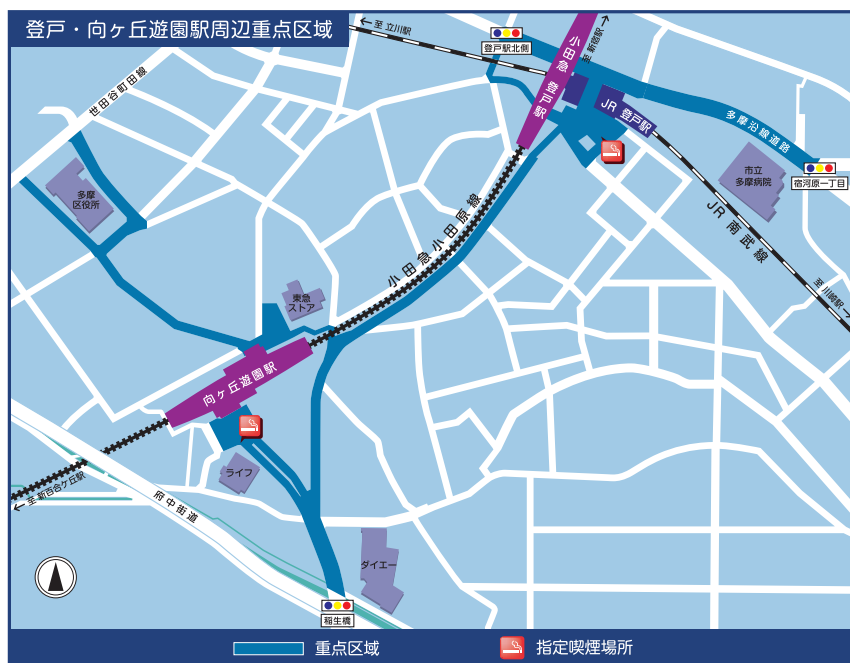 登戸・向ヶ丘遊園駅周辺重点区域
← 至 立川駅
登戸駅北側
至 新宿駅 →
小田急 登戸駅
JR 登戸駅
世田谷町田線
多摩沿線道路
宿河原一丁目
市立
多摩病院
多摩
区役所
小田急小田原線
JR 南武線
至 川崎駅→
東急
ストア
向ヶ丘遊園駅
ライフ
← 至 新百合ケ丘駅
府中街道
ダイエー
稲生橋
重点区域
指定喫煙場所